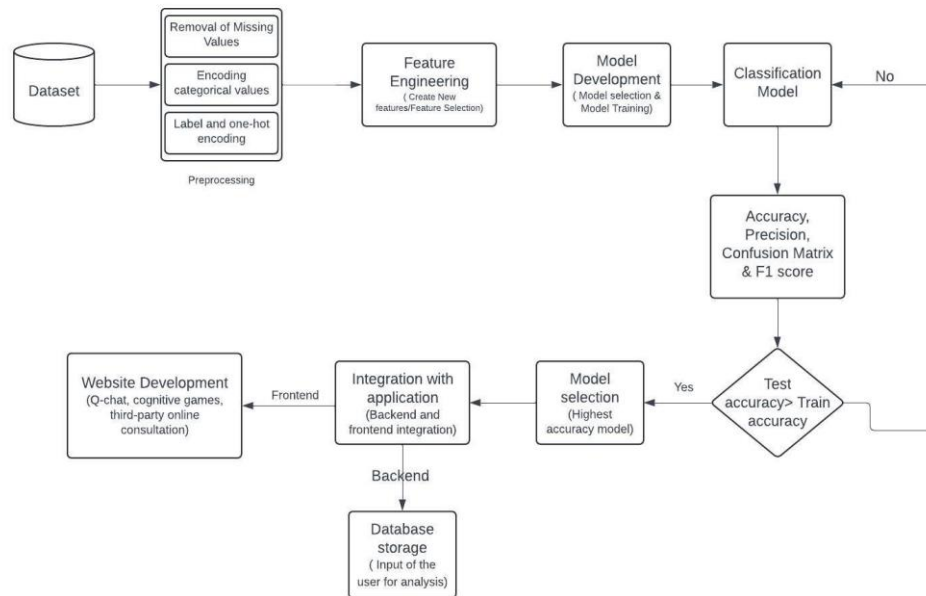 Dataset
Removal of Missing
Values
Encoding
categorical values
Label and one-hot
encoding
Preprocessing
Feature
Engineering
( Create New
features/Feature Selection)
Model
Development
( Model selection &
Model Training)
Classification
Model
No
Accuracy,
Precision,
Confusion Matrix
& F1 score
Test
accuracy> Train
accuracy
Yes
Model
selection
(Highest
accuracy model)
Integration with
application
(Backend and
frontend integration)
Frontend
Website Development
(Q-chat, cognitive games,
third-party online
consultation)
Backend
Database
storage
( Input of the
user for analysis)